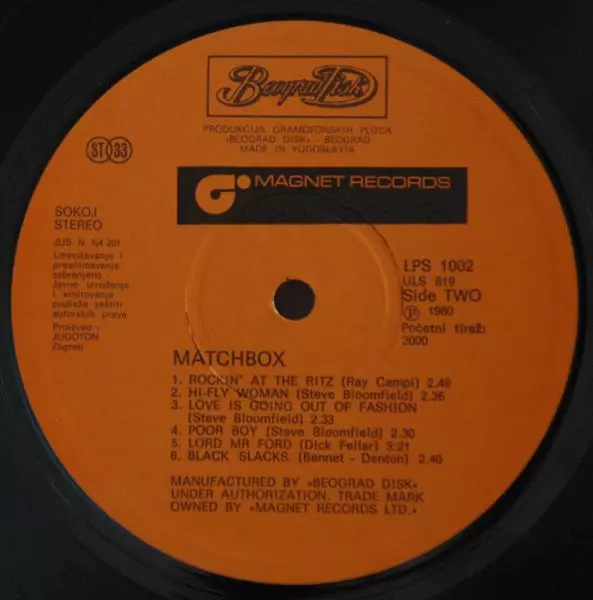 Beograd Disk
PRODUKCIJA GRAMOFONSKIH PLOČA
»BEOGRAD DISK« - BEOGRAD
MADE IN YUGOSLAVIA
ST 33
MAGNET RECORDS
SOKOJ
STEREO
JUS. N. N4 201
Umnožavanje i
presnimavanje
zabranjeno
Javno izvođenje
i emitovanje
podleže zaštiti
autorskih prava
Proizveo -
JUGOTON
Zagreb
LPS 1002
ULS 619
Side TWO
Ⓟ 1980
Početni tiraž:
2000
MATCHBOX
1. ROCKIN' AT THE RITZ (Ray Campi) 2.49
2. HI-FLY WOMAN (Steve Bloomfield) 2.36
3. LOVE IS GOING OUT OF FASHION
(Steve Bloomfield) 2.33
4. POOR BOY (Steve Bloomfield) 2.30
5. LORD MR FORD (Dick Feller) 3:21
6. BLACK SLACKS (Bennet - Denton) 2.40
MANUFACTURED BY »BEOGRAD DISK«
UNDER AUTHORIZATION. TRADE MARK
OWNED BY »MAGNET RECORDS LTD.«